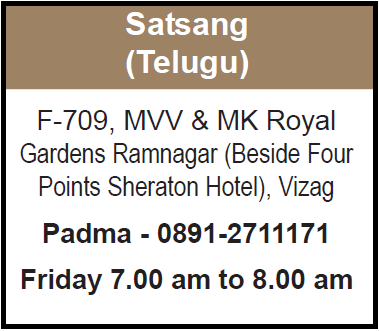 Satsang
(Telugu)
F-709, MVV & MK Royal
Gardens Ramnagar (Beside Four
Points Sheraton Hotel), Vizag
Padma - 0891-2711171
Friday 7.00 am to 8.00 am